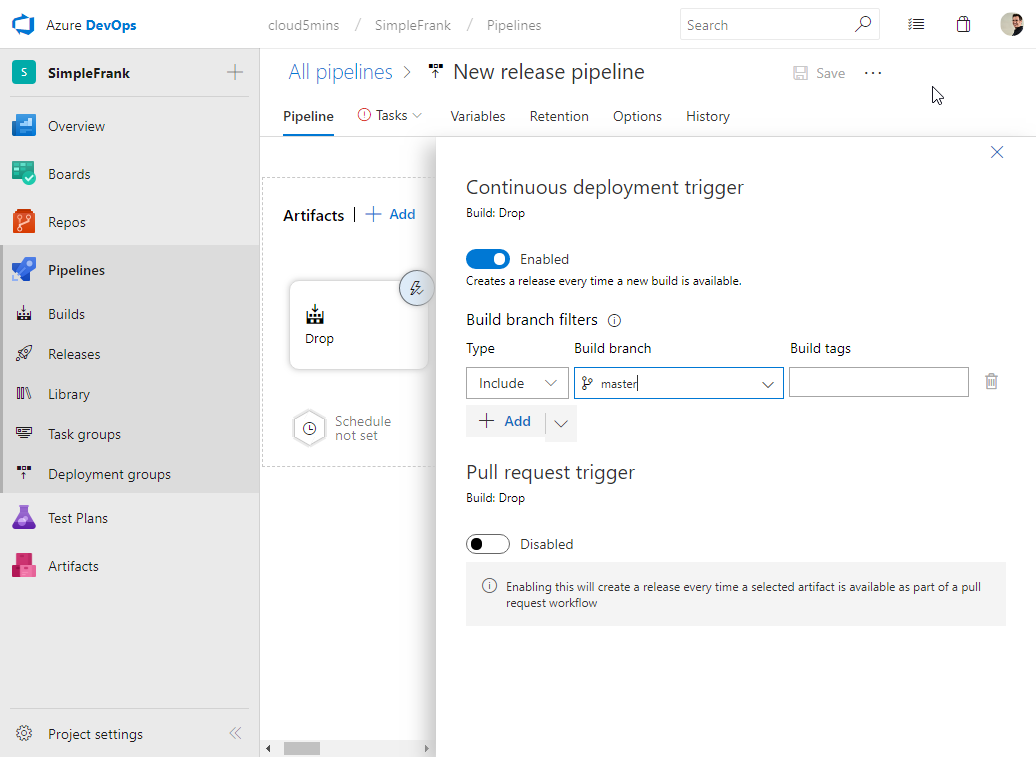 Azure DevOps
cloud5mins / SimpleFrank / Pipelines
Search
S SimpleFrank
Overview
Boards
Repos
Pipelines
Builds
Releases
Library
Task groups
Deployment groups
Test Plans
Artifacts
Project settings
All pipelines > New release pipeline
Save
Pipeline Tasks Variables Retention Options History
Artifacts | + Add
Drop
Schedule
not set
Continuous deployment trigger
Build: Drop
Enabled
Creates a release every time a new build is available.
Build branch filters
Type Build branch Build tags
Include master
+ Add
Pull request trigger
Build: Drop
Disabled
Enabling this will create a release every time a selected artifact is available as part of a pull
request workflow